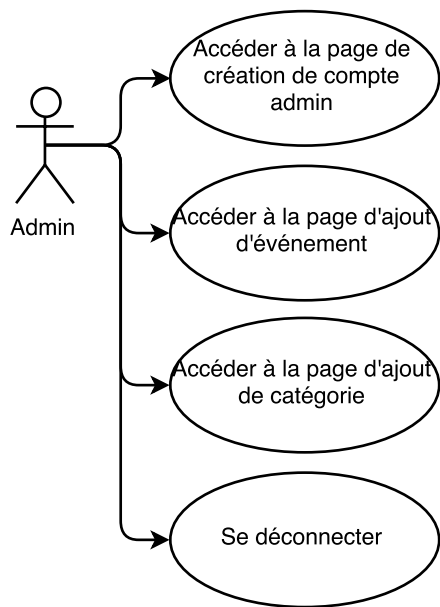 Accéder à la page de
création de compte
admin
Admin
Accéder à la page d'ajout
d'événement
Accéder à la page d'ajout
de catégorie
Se déconnecter